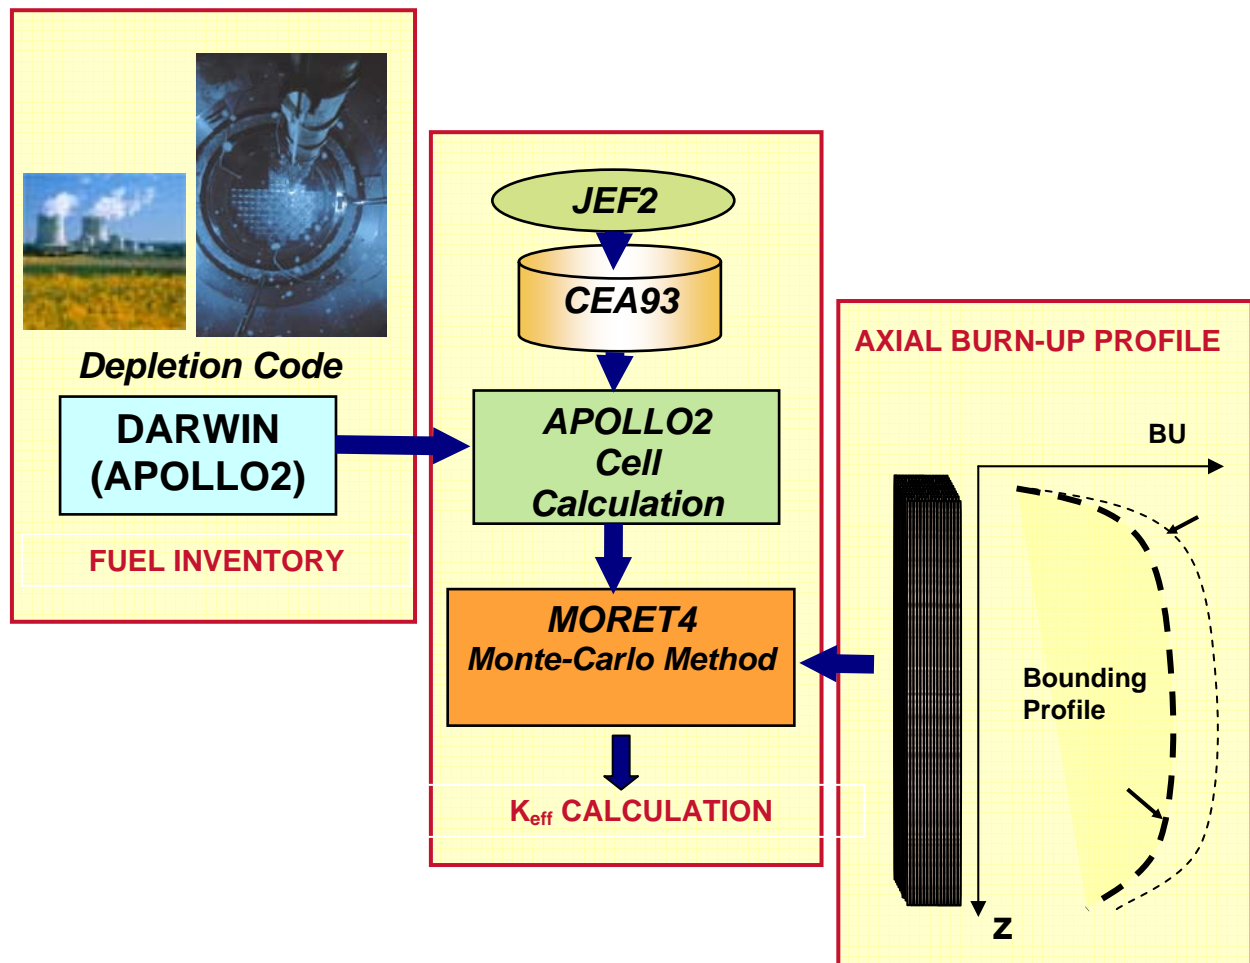 Depletion Code
DARWIN
(APOLLO2)
FUEL INVENTORY
JEF2
CEA93
APOLLO2
Cell
Calculation
MORET4
Monte-Carlo Method
Keff CALCULATION
AXIAL BURN-UP PROFILE
BU
Bounding
Profile
z